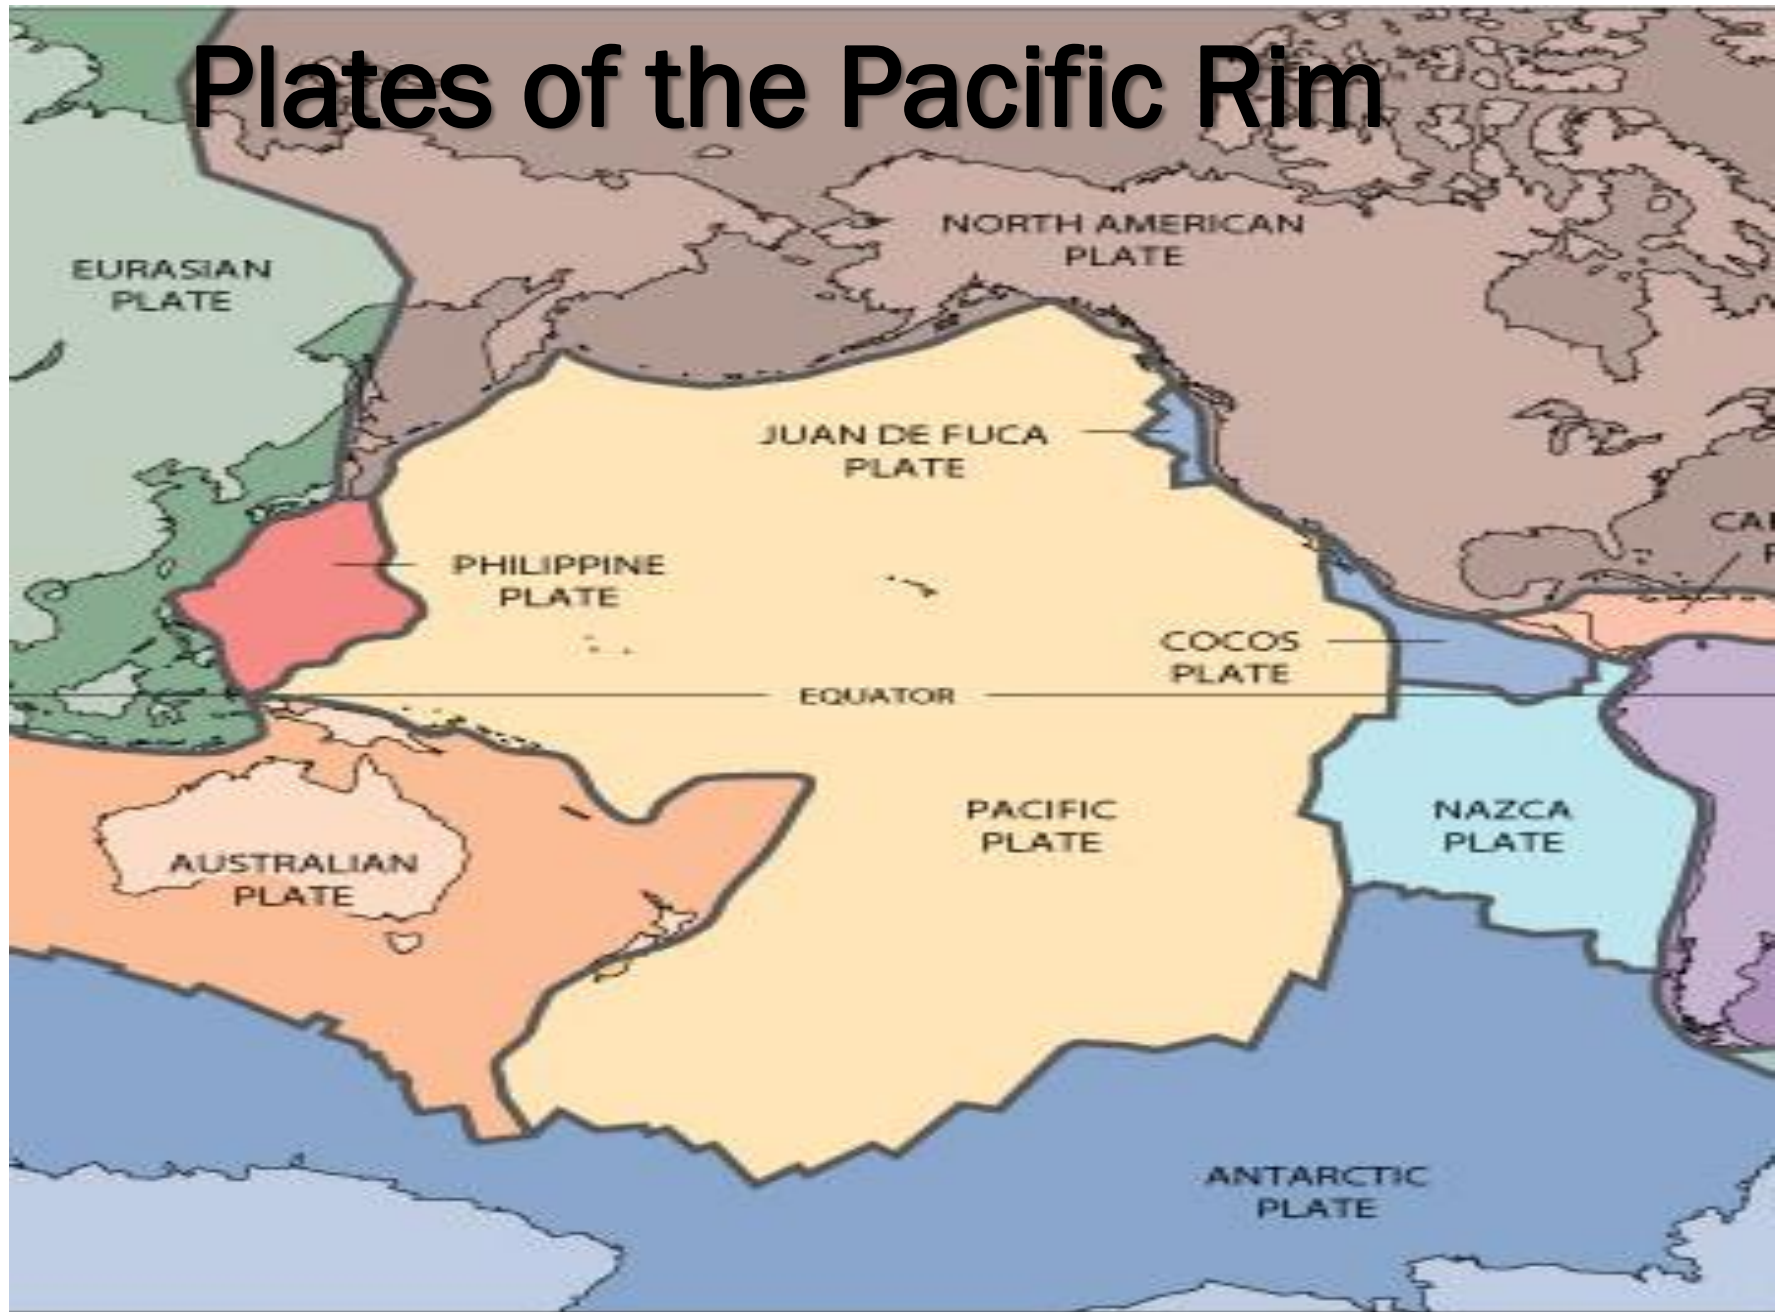 Plates of the Pacific Rim
NORTH AMERICAN
PLATE
EURASIAN
PLATE
JUAN DE FUCA
PLATE
PHILIPPINE
PLATE
COCOS
PLATE
EQUATOR
PACIFIC
PLATE
NAZCA
PLATE
AUSTRALIAN
PLATE
ANTARCTIC
PLATE